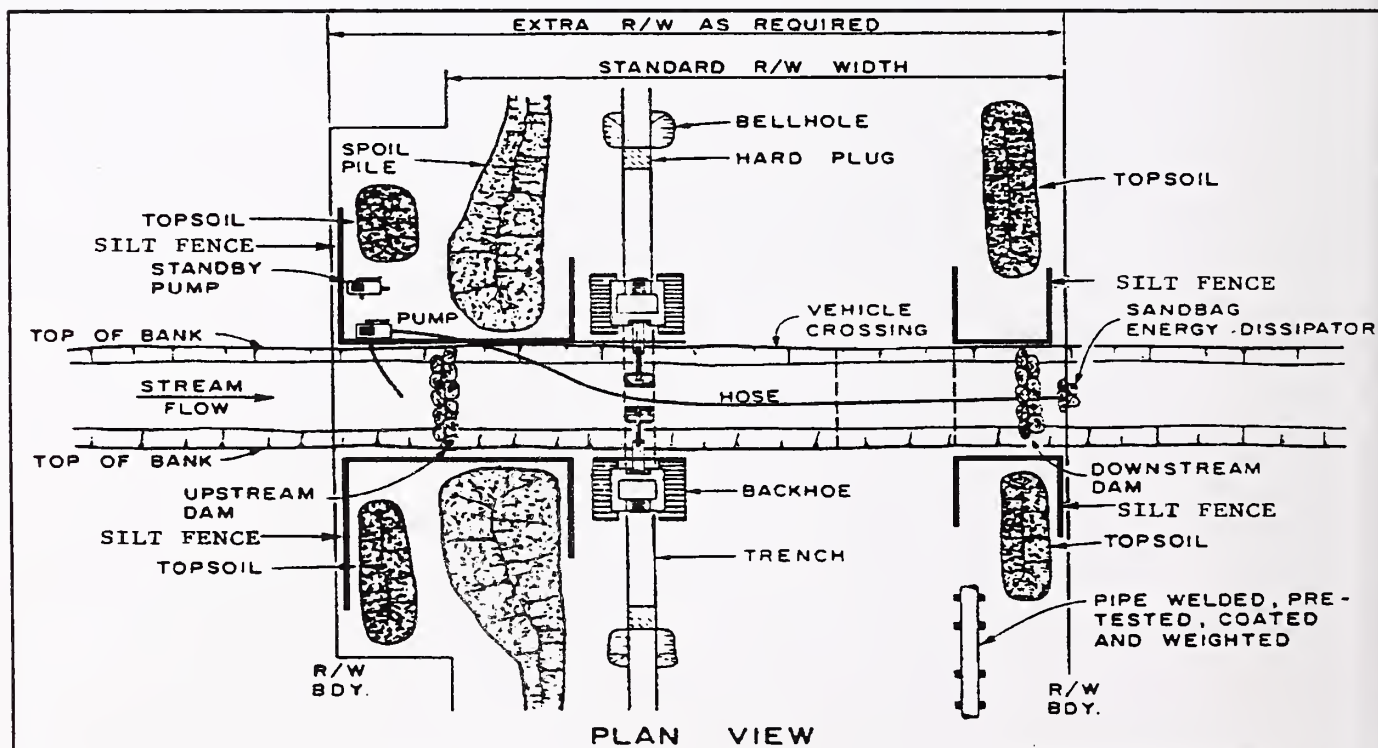 EXTRA R/W AS REQUIRED
STANDARD R/W WIDTH
BELLHOLE
SPOIL
PILE
HARD PLUG
TOPSOIL
TOPSOIL
SILT FENCE
STANDBY
PUMP
SILT FENCE
PUMP
VEHICLE
CROSSING
SANDBAG
ENERGY DISSIPATOR
TOP OF BANK
STREAM
FLOW
HOSE
TOP OF BANK
UPSTREAM
DAM
BACKHOE
DOWNSTREAM
DAM
SILT FENCE
SILT FENCE
TOPSOIL
TRENCH
TOPSOIL
PIPE WELDED, PRE-
TESTED, COATED
AND WEIGHTED
R/W
BDY.
R/W
BDY.
PLAN VIEW